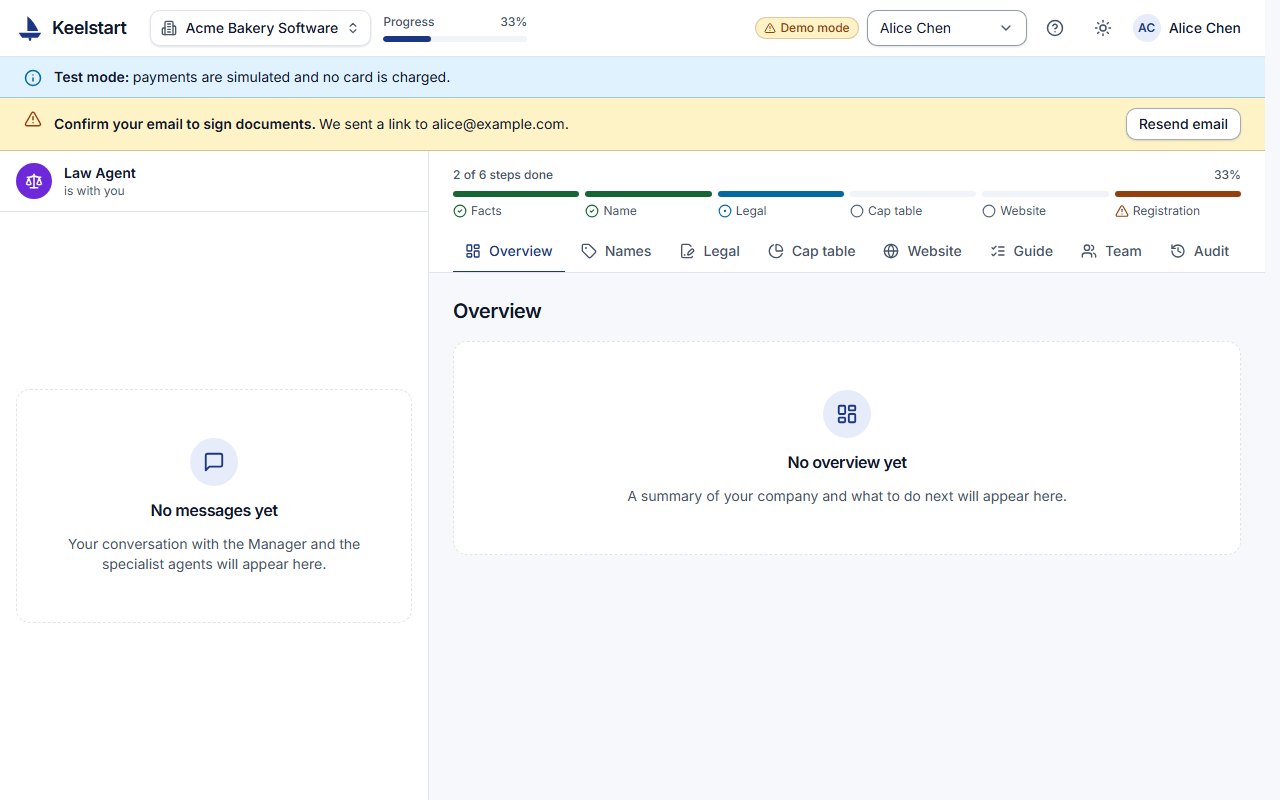 Keelstart
Acme Bakery Software
Progress 33%
Demo mode
Alice Chen
AC
Alice Chen
Test mode: payments are simulated and no card is charged.
Confirm your email to sign documents. We sent a link to alice@example.com.
Resend email
Law Agent
is with you
No messages yet
Your conversation with the Manager and the
specialist agents will appear here.
2 of 6 steps done 33%
Facts Name Legal Cap table Website Registration
Overview Names Legal Cap table Website Guide Team Audit
Overview
No overview yet
A summary of your company and what to do next will appear here.